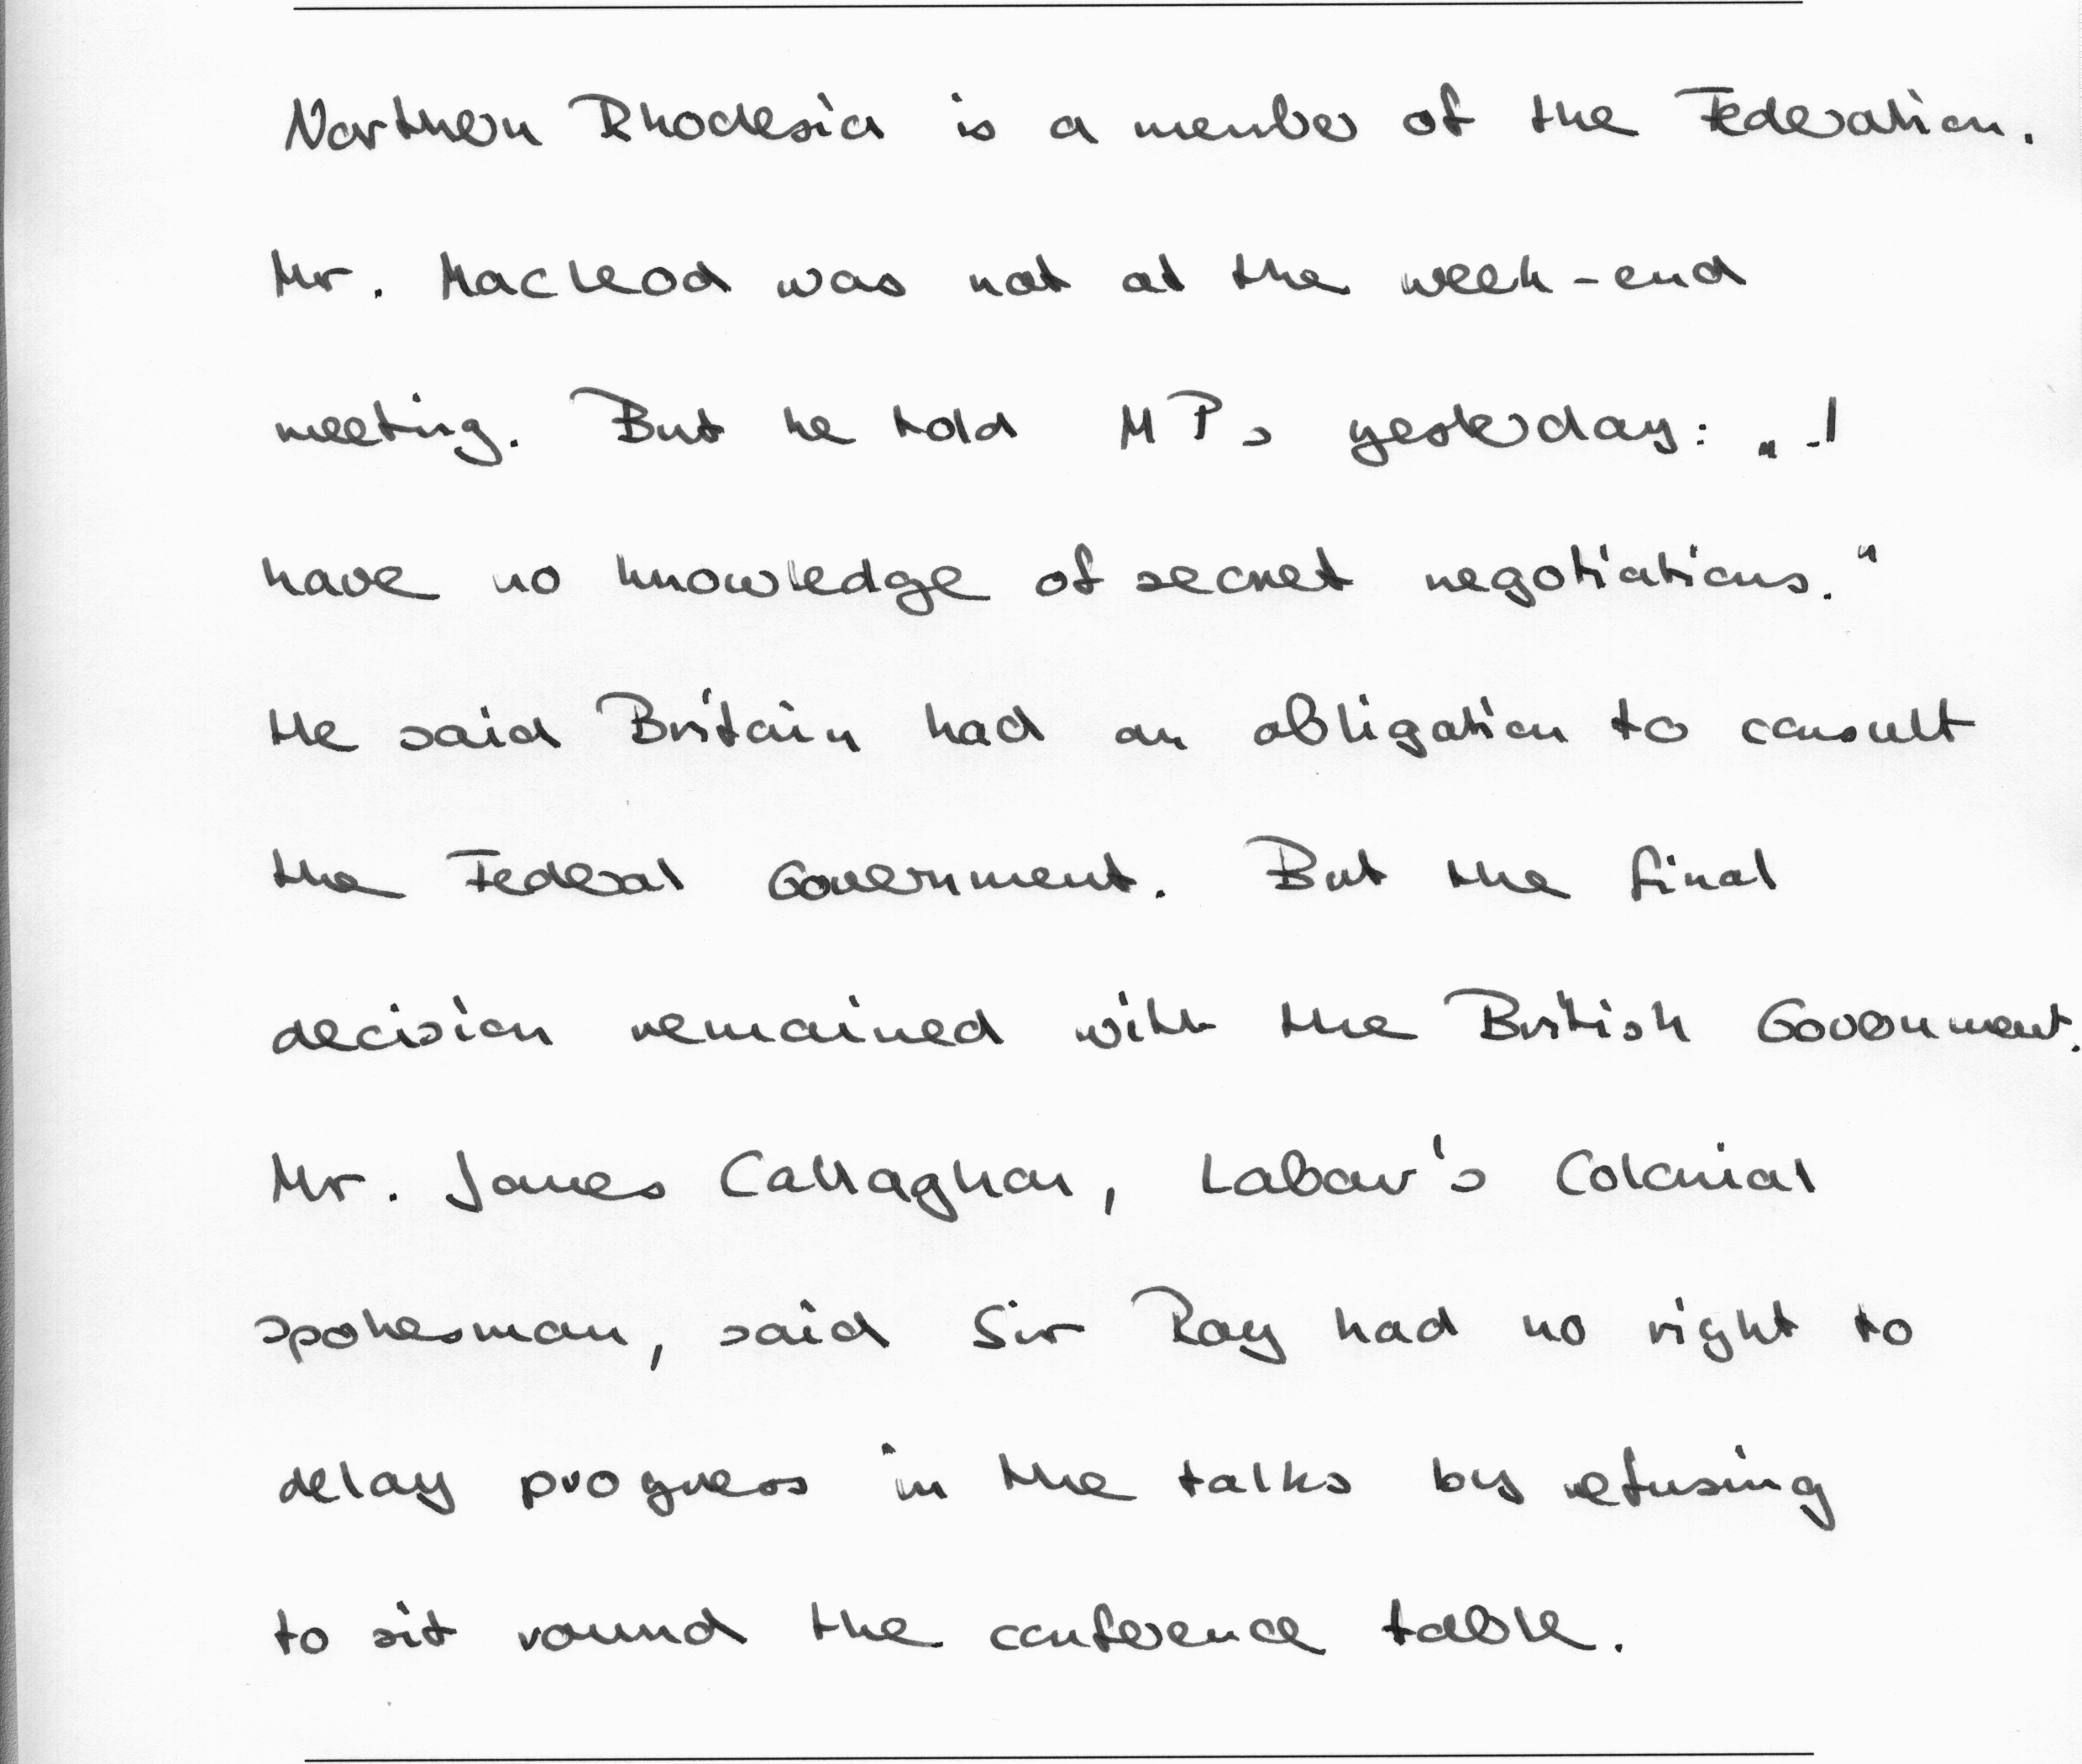 Northern Rhodesia is a member of the Federation.
Mr. Macleod was not at the week-end
meeting. But he told M Ps yesterday: „ I
have no knowledge of secret negotiations."
He said Britain had an obligation to consult
the Federal Government. But the final
decision remained with the British Government.
Mr. James Callaghan, Labour's Colonial
spokesman, said Sir Roy had no right to
delay progress in the talks by refusing
to sit round the conference table.